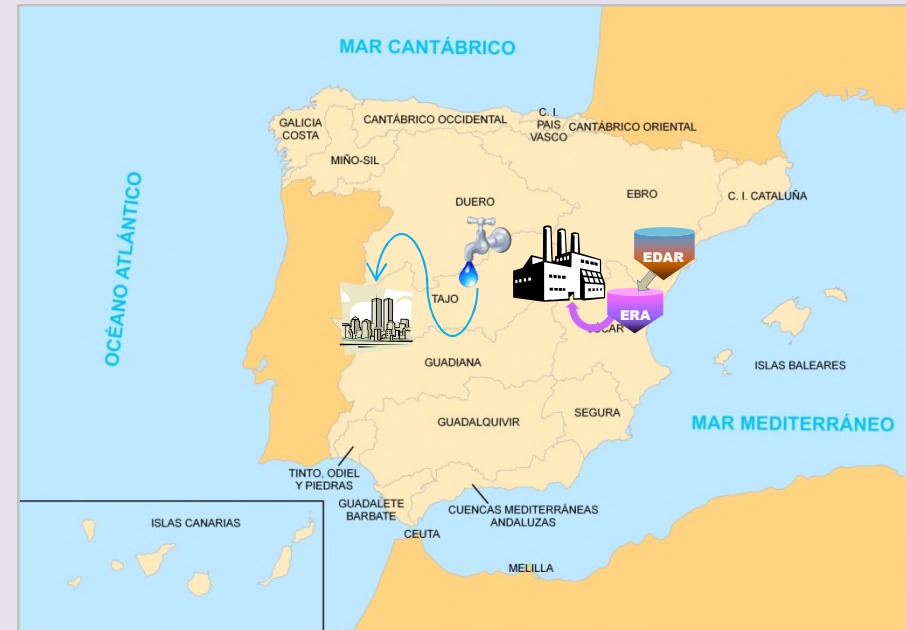 MAR CANTÁBRICO
GALICIA
COSTA
CANTÁBRICO OCCIDENTAL
C. I.
PAIS
VASCO
CANTÁBRICO ORIENTAL
MIÑO-SIL
DUERO
EBRO
C. I. CATALUÑA
OCÉANO ATLÁNTICO
EDAR
TAJO
ERA
JÚCAR
GUADIANA
ISLAS BALEARES
SEGURA
GUADALQUIVIR
MAR MEDITERRÁNEO
TINTO, ODIEL
Y PIEDRAS
GUADALETE
BARBATE
CUENCAS MEDITERRÁNEAS
ANDALUZAS
ISLAS CANARIAS
CEUTA
MELILLA